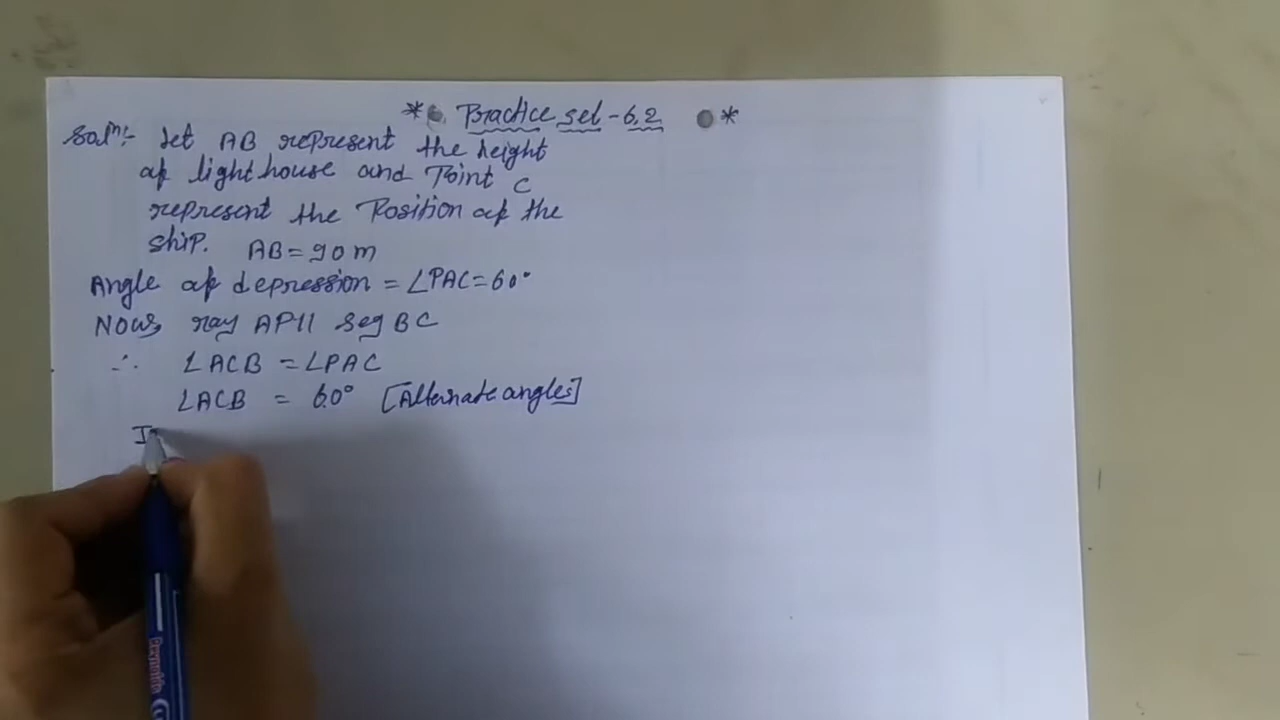 * Practice set - 6.2 *
Solⁿ:- Let AB represent the height
of light house and Point C
represent the Position of the
ship. AB = 90 m
Angle of depression = ∠PAC = 60°
Now, ray AP || seg BC
∴ ∠ACB = ∠PAC
∠ACB = 60° [Alternate angles]
In
Reynolds